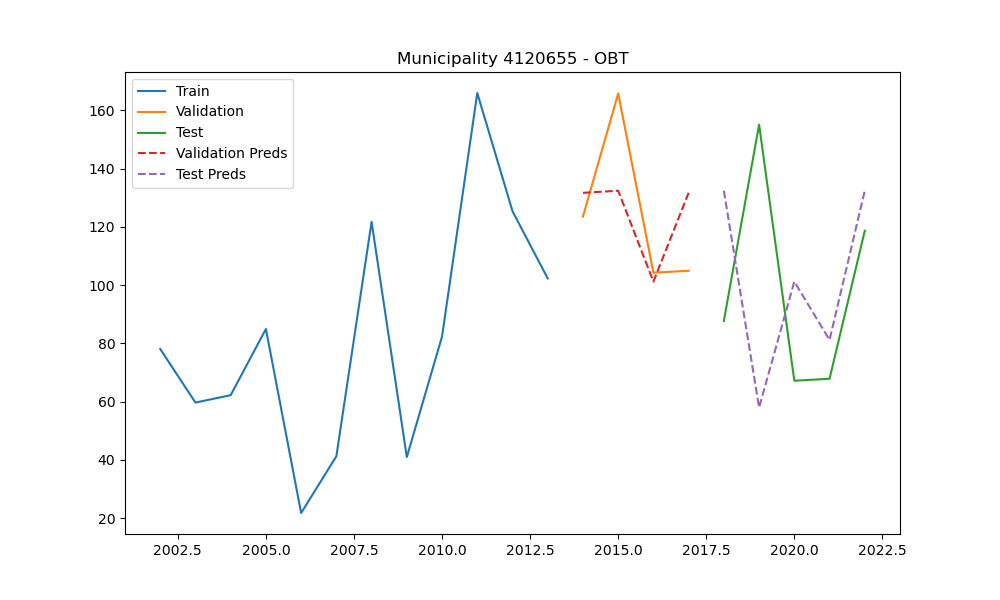 Municipality 4120655 - OBT
Train
Validation
Test
Validation Preds
Test Preds
160
140
120
100
80
60
40
20
2002.5 2005.0 2007.5 2010.0 2012.5 2015.0 2017.5 2020.0 2022.5